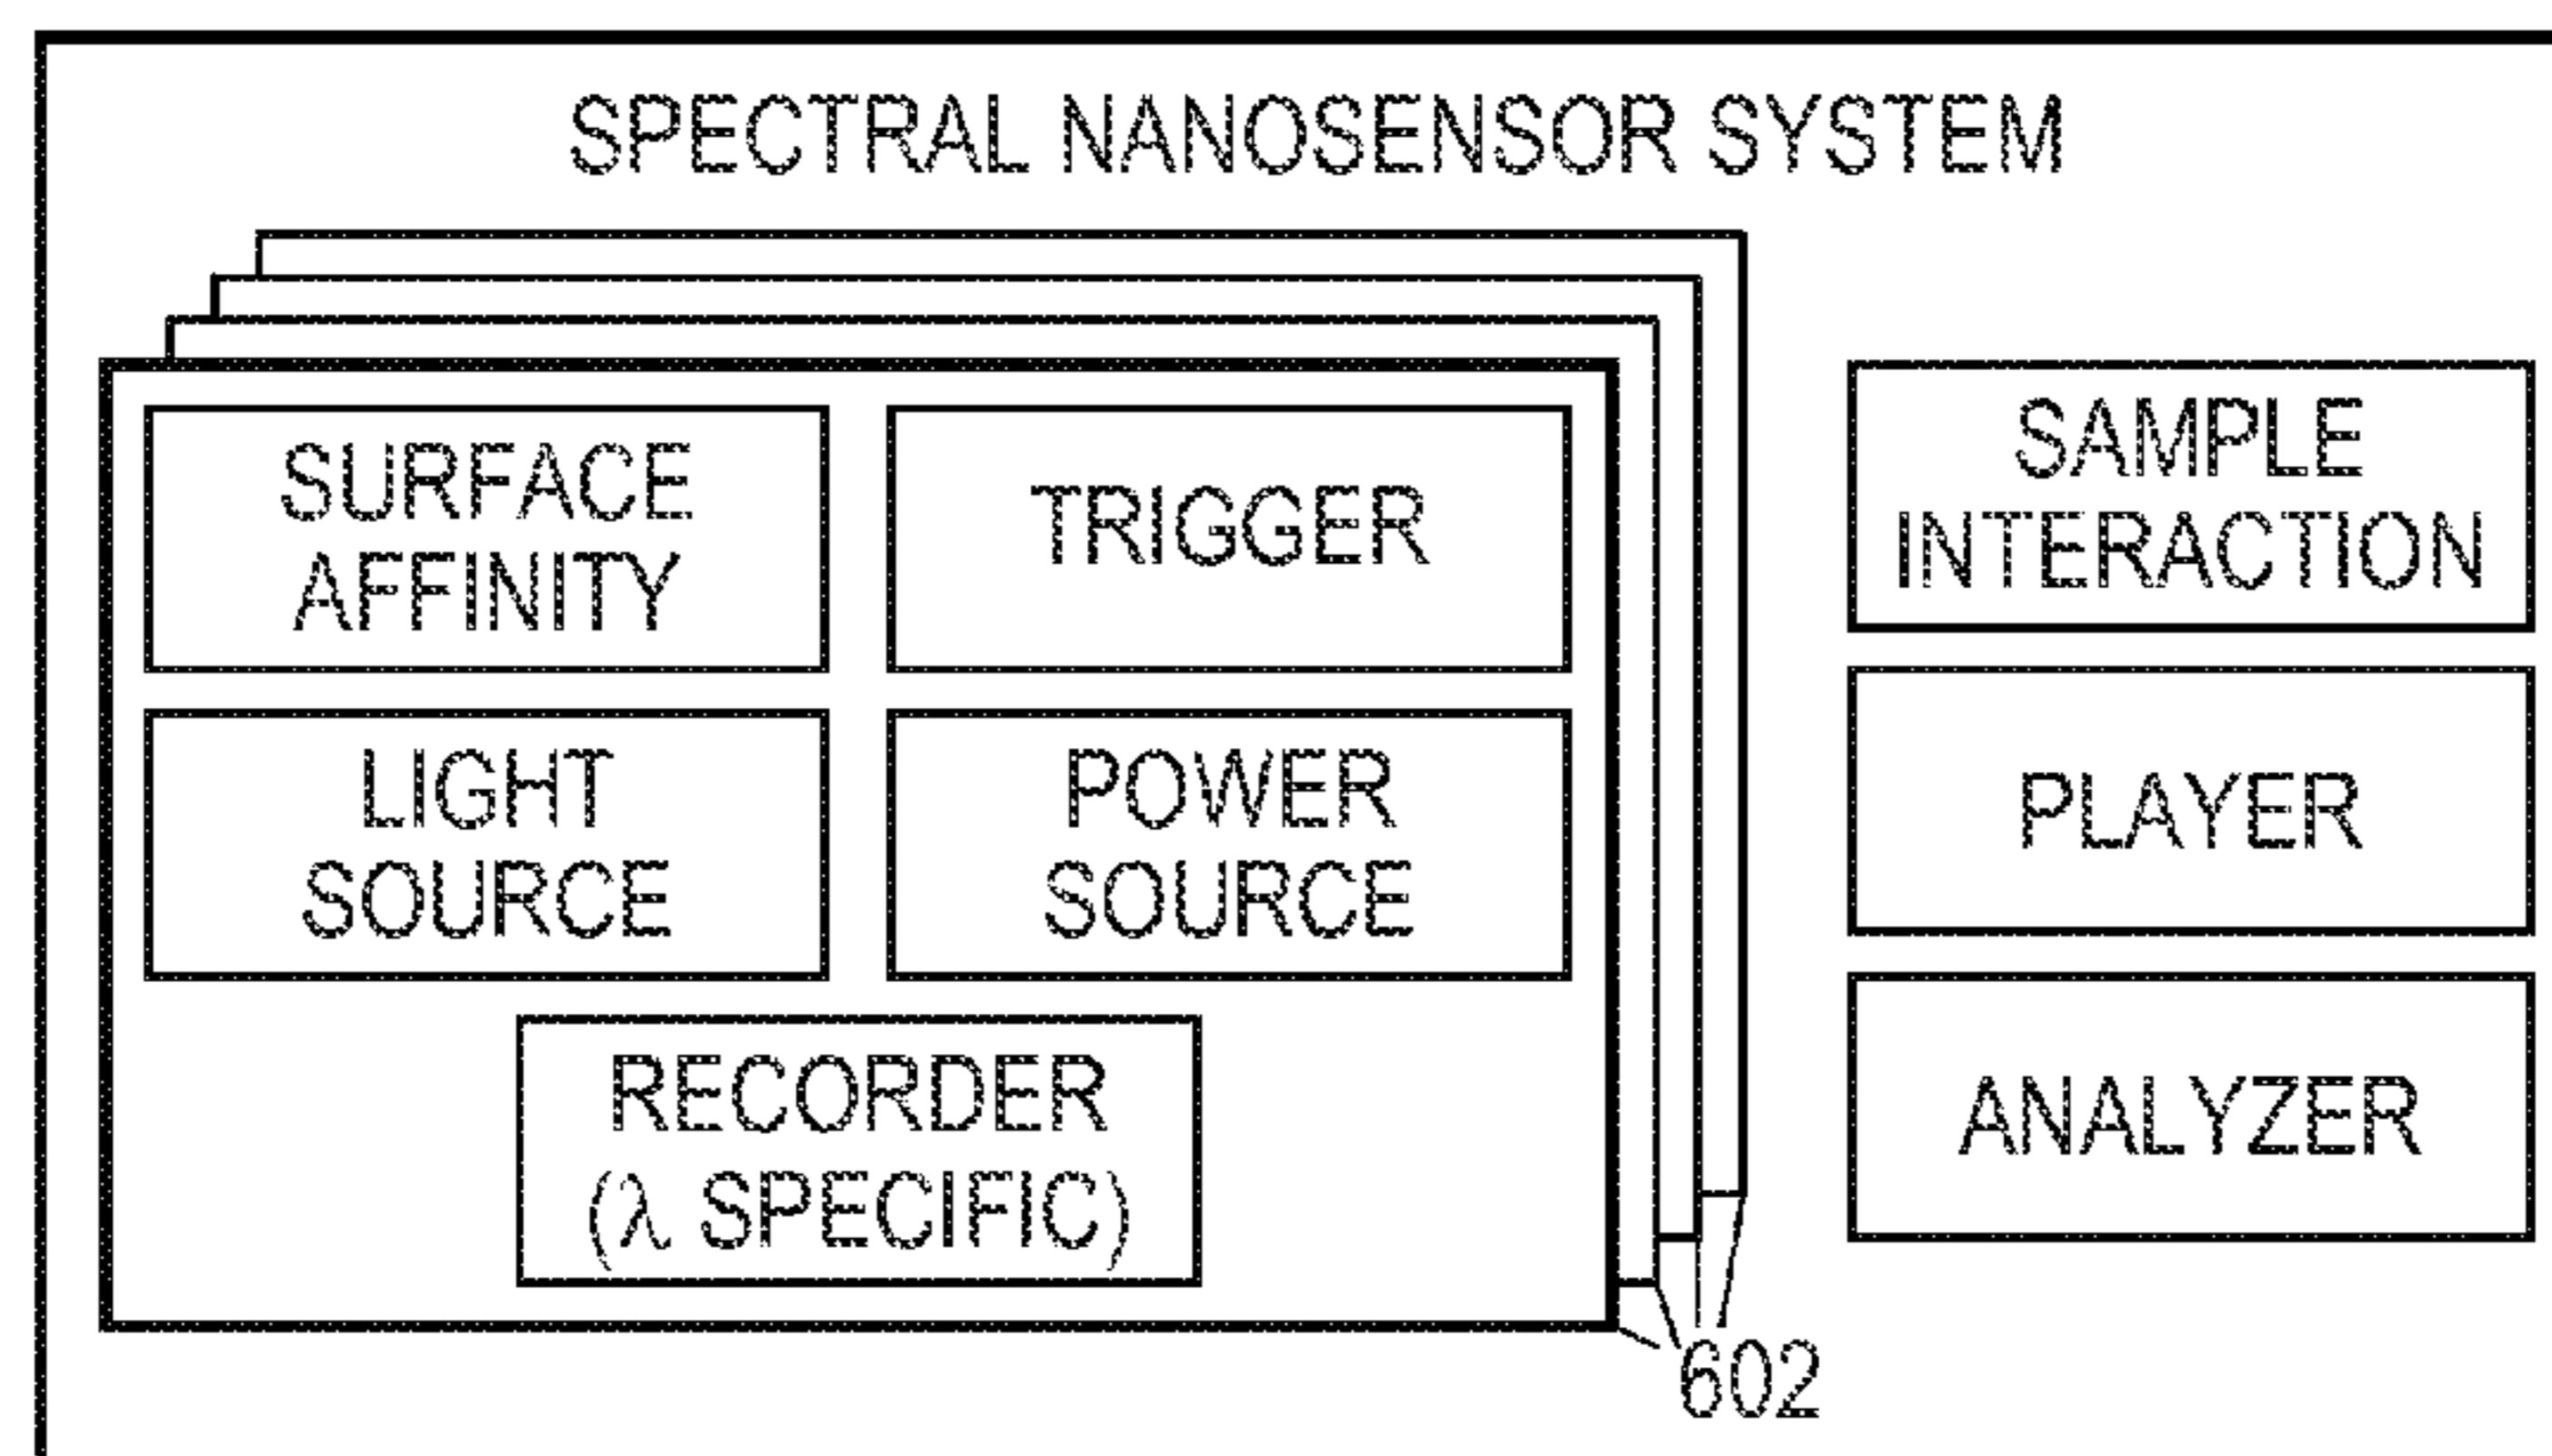 SPECTRAL NANOSENSOR SYSTEM
SURFACE
AFFINITY
TRIGGER
LIGHT
SOURCE
POWER
SOURCE
RECORDER
(λ SPECIFIC)
SAMPLE
INTERACTION
PLAYER
ANALYZER
602